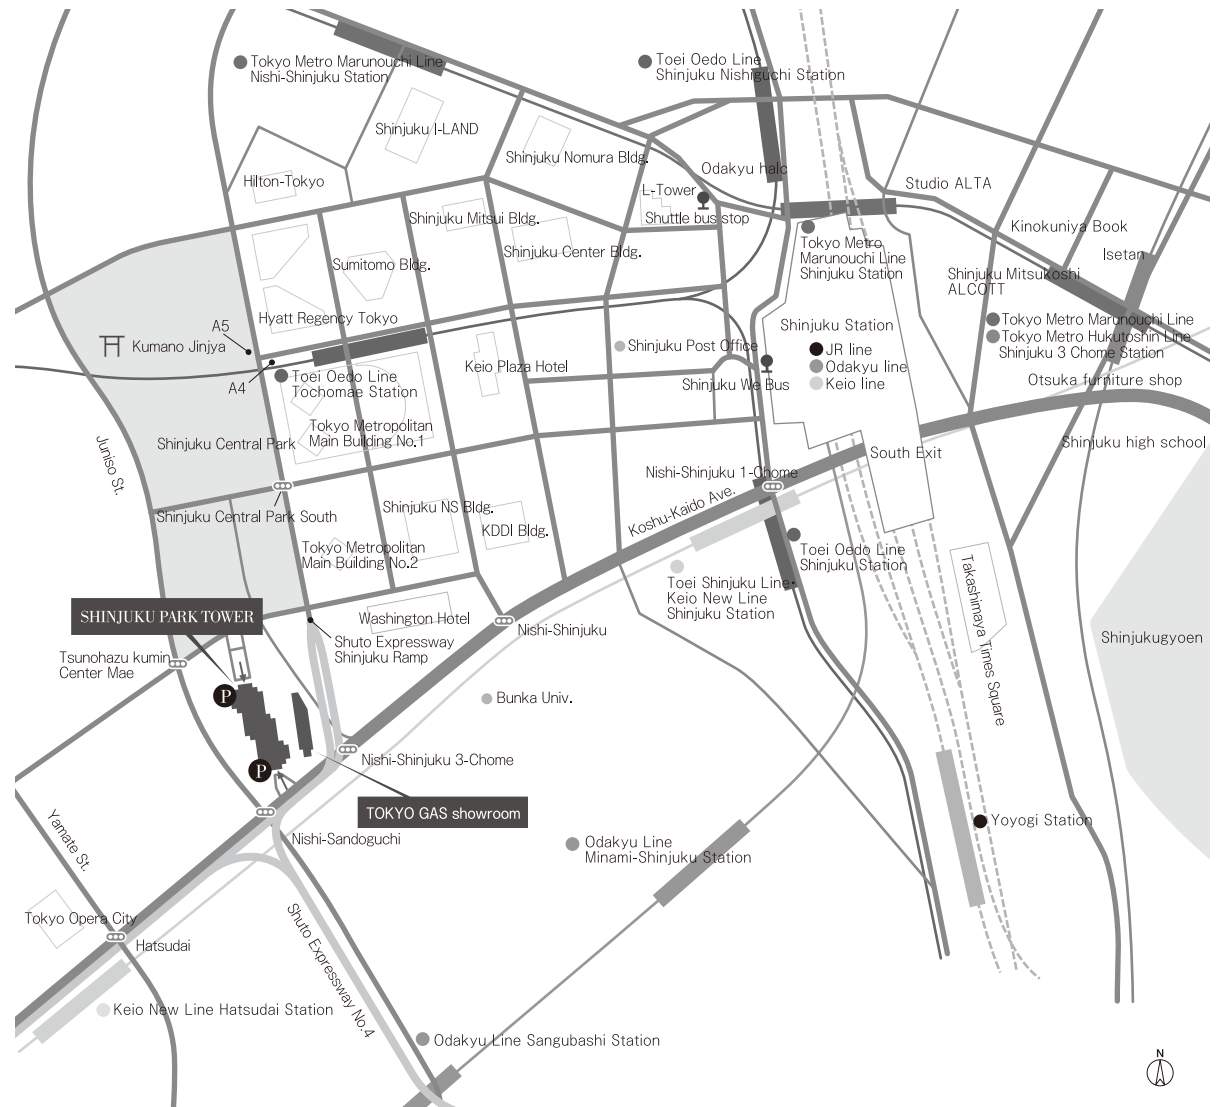 Tokyo Metro Marunouchi Line
Nishi-Shinjuku Station
Toei Oedo Line
Shinjuku Nishiguchi Station
Shinjuku I-LAND
Shinjuku Nomura Bldg.
Odakyu halc
Hilton-Tokyo
L-Tower
Studio ALTA
Shinjuku Mitsui Bldg.
Shuttle bus stop
Kinokuniya Book
Tokyo Metro
Marunouchi Line
Shinjuku Station
Shinjuku Center Bldg.
Isetan
Sumitomo Bldg.
Shinjuku Mitsukoshi
ALCOTT
Hyatt Regency Tokyo
A5
Shinjuku Station
JR line
Odakyu line
Keio line
Tokyo Metro Marunouchi Line
Tokyo Metro Hukutoshin Line
Shinjuku 3 Chome Station
Kumano Jinjya
Shinjuku Post Office
Keio Plaza Hotel
A4
Toei Oedo Line
Tochomae Station
Shinjuku We Bus
Otsuka furniture shop
Tokyo Metropolitan
Main Building No.1
Juniso St.
Shinjuku Central Park
Shinjuku high school
South Exit
Nishi-Shinjuku 1-Chome
Koshu-Kaido Ave.
Shinjuku NS Bldg.
Shinjuku Central Park South
KDDI Bldg.
Tokyo Metropolitan
Main Building No.2
Toei Oedo Line
Shinjuku Station
Toei Shinjuku Line
Keio New Line
Shinjuku Station
Takashimaya Times Square
SHINJUKU PARK TOWER
Washington Hotel
Nishi-Shinjuku
Shinjukugyoen
Shuto Expressway
Shinjuku Ramp
Tsunohazu kumin
Center Mae
P
Bunka Univ.
Nishi-Shinjuku 3-Chome
P
TOKYO GAS showroom
Yoyogi Station
Yamate St.
Nishi-Sandoguchi
Odakyu Line
Minami-Shinjuku Station
Tokyo Opera City
Shuto Expressway No.4
Hatsudai
Keio New Line Hatsudai Station
Odakyu Line Sangubashi Station
N